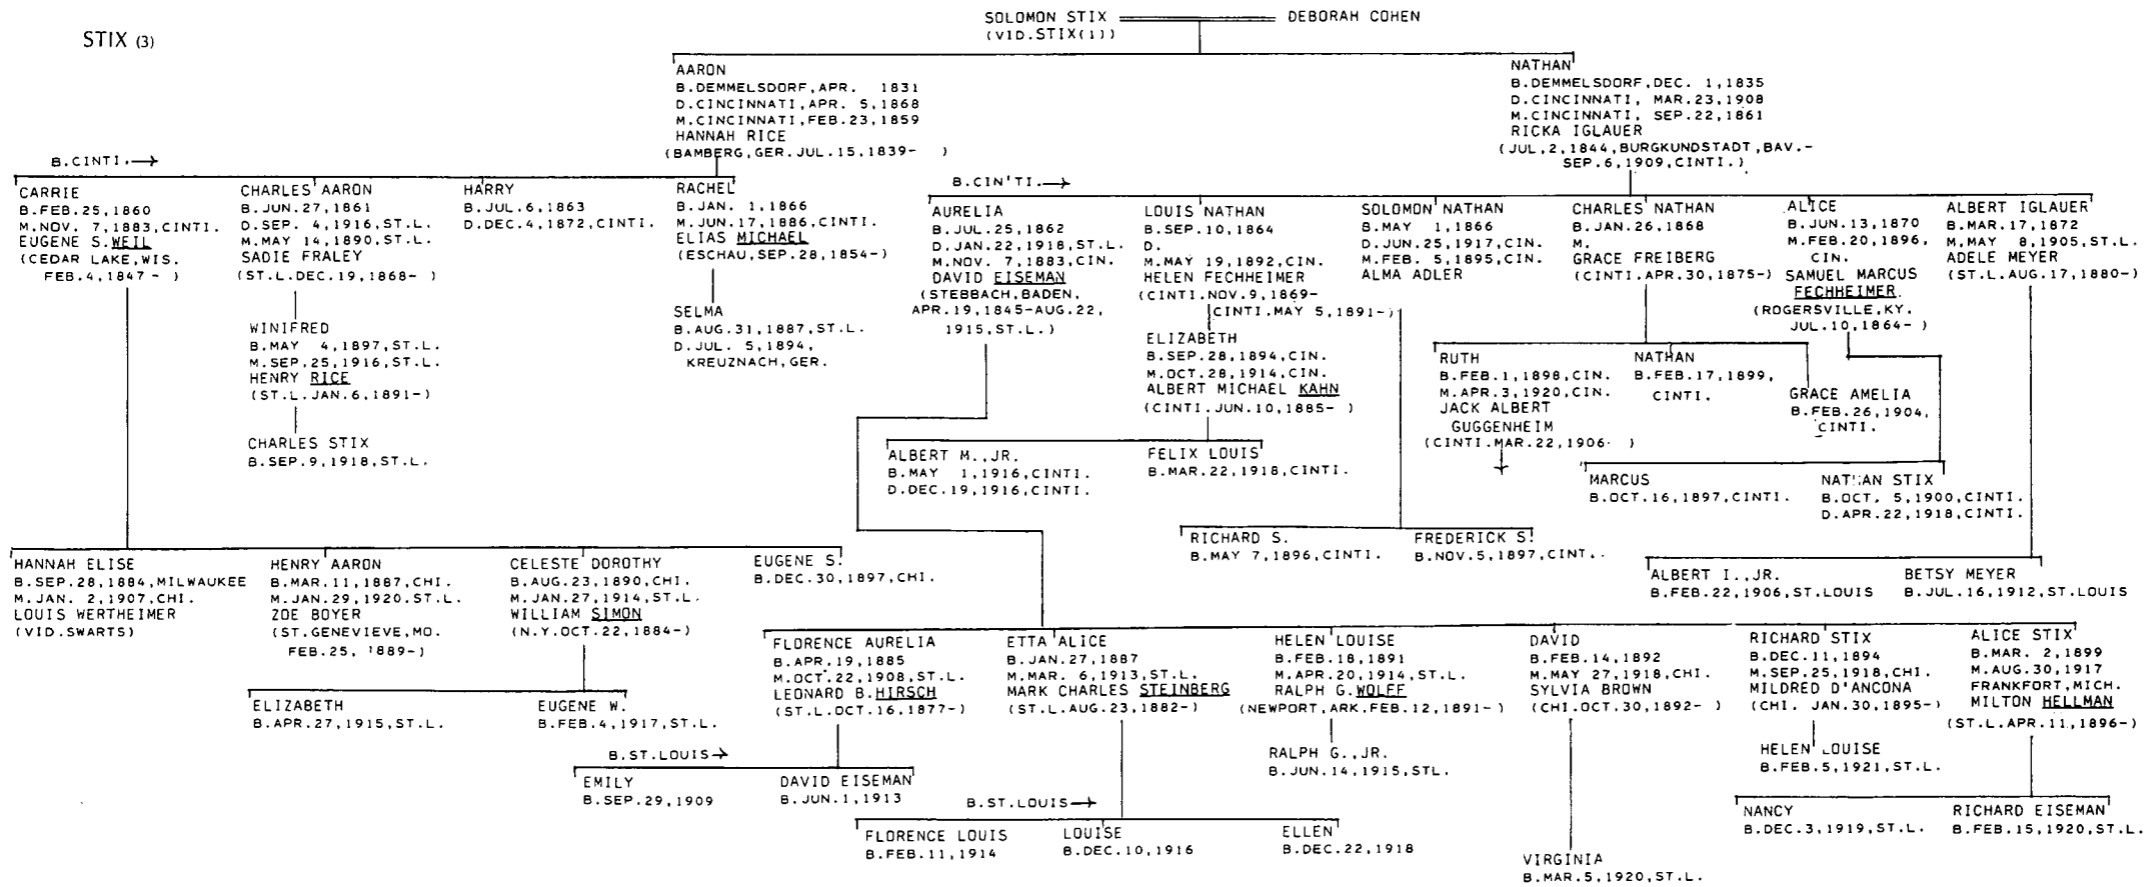 STIX (3)
SOLOMON STIX
(VID.STIX(1))
DEBORAH COHEN
AARON
B.DEMMELSDORF,APR. 1831
D.CINCINNATI,APR. 5,1868
M.CINCINNATI,FEB.23,1859
HANNAH RICE
(BAMBERG,GER.JUL.15,1839- )
NATHAN
B.DEMMELSDORF,DEC. 1,1835
D.CINCINNATI, MAR.23,1908
M.CINCINNATI, SEP.22,1861
RICKA IGLAUER
(JUL,2,1844,BURGKUNDSTADT,BAV.-
SEP.6,1909,CINTI.)
B.CINTI.→
CARRIE
B.FEB.25,1860
M.NOV. 7,1883,CINTI.
EUGENE S.WEIL
(CEDAR LAKE,WIS.
FEB.4,1847 - )
CHARLES AARON
B.JUN.27,1861
D.SEP. 4,1916,ST.L.
M.MAY 14,1890,ST.L.
SADIE FRALEY
(ST.L.DEC.19,1868- )
HARRY
B.JUL.6,1863
D.DEC.4,1872,CINTI.
RACHEL
B.JAN. 1,1866
M.JUN.17,1886,CINTI.
ELIAS MICHAEL
(ESCHAU,SEP.28,1854-)
B.CIN'TI.→
AURELIA
B.JUL.25,1862
D.JAN.22,1918,ST.L.
M.NOV. 7,1883,CIN.
DAVID EISEMAN
(STEBBACH,BADEN,
APR.19,1845-AUG.22,
1915,ST.L.)
LOUIS NATHAN
B.SEP.10,1864
D.
M.MAY 19,1892,CIN.
HELEN FECHHEIMER
(CINTI.NOV.9,1869-
SOLOMON NATHAN
B.MAY 1,1866
D.JUN.25,1917,CIN.
M.FEB. 5,1895,CIN.
ALMA ADLER
(CINTI.MAY 5,1891-)
CHARLES NATHAN
B.JAN.26,1868
M.
GRACE FREIBERG
(CINTI.APR.30,1875-)
ALICE
B.JUN.13,1870
M.FEB.20,1896,
CIN.
SAMUEL MARCUS
FECHHEIMER.
(ROGERSVILLE,KY.
JUL.10,1864- )
ALBERT IGLAUER
B.MAR.17,1872
M.MAY 8,1905,ST.L.
ADELE MEYER
(ST.L.AUG.17,1880-)
WINIFRED
B.MAY 4,1897,ST.L.
M.SEP.25,1916,ST.L.
HENRY RICE
(ST.L.JAN.6,1891-)
SELMA
B.AUG.31,1887,ST.L.
D.JUL. 5,1894,
KREUZNACH,GER.
ELIZABETH
B.SEP.28,1894,CIN.
M.OCT.28,1914,CIN.
ALBERT MICHAEL KAHN
(CINTI.JUN.10,1885- )
RUTH
B.FEB.1,1898,CIN.
M.APR.3,1920,CIN.
JACK ALBERT
GUGGENHEIM
(CINTI.MAR.22,1906- )
NATHAN
B.FEB.17,1899,
CINTI.
GRACE AMELIA
B.FEB.26,1904,
CINTI.
CHARLES STIX
B.SEP.9,1918,ST.L.
ALBERT M.,JR.
B.MAY 1,1916,CINTI.
D.DEC.19,1916,CINTI.
FELIX LOUIS
B.MAR.22,1918,CINTI.
MARCUS
B.OCT.16,1897,CINTI.
NATHAN STIX
B.OCT. 5,1900,CINTI.
D.APR.22,1918,CINTI.
RICHARD S.
B.MAY 7,1896,CINTI.
FREDERICK S.
B.NOV.5,1897,CINT..
HANNAH ELISE
B.SEP.28,1884,MILWAUKEE
M.JAN. 2,1907,CHI.
LOUIS WERTHEIMER
(VID.SWARTS)
HENRY AARON
B.MAR.11,1887,CHI.
M.JAN.29,1920.ST.L.
ZOE BOYER
(ST.GENEVIEVE,MO.
FEB.25, 1889-)
CELESTE DOROTHY
B.AUG.23,1890,CHI.
M.JAN.27,1914,ST.L.
WILLIAM SIMON
(N.Y.OCT.22,1884-)
EUGENE S.
B.DEC.30,1897,CHI.
ALBERT I.,JR.
B.FEB.22,1906,ST.LOUIS
BETSY MEYER
B.JUL.16,1912,ST.LOUIS
FLORENCE AURELIA
B.APR.19,1885
M.OCT.22,1908,ST.L.
LEONARD B.HIRSCH
(ST.L.OCT.16,1877-)
ETTA ALICE
B.JAN.27,1887
M.MAR. 6,1913,ST.L.
MARK CHARLES STEINBERG
(ST.L.AUG.23,1882-)
HELEN LOUISE
B.FEB.18,1891
M.APR.20,1914,ST.L.
RALPH G.WOLFF
(NEWPORT,ARK.FEB.12,1891-)
DAVID
B.FEB.14,1892
M.MAY 27,1918,CHI.
SYLVIA BROWN
(CHI.OCT.30,1892- )
RICHARD STIX
B.DEC.11,1894
M.SEP.25,1918,CHI.
MILDRED D'ANCONA
(CHI. JAN.30,1895-)
ALICE STIX
B.MAR. 2,1899
M.AUG.30,1917
FRANKFORT,MICH.
MILTON HELLMAN
(ST.L.APR.11,1896-)
ELIZABETH
B.APR.27,1915,ST.L.
EUGENE W.
B.FEB.4,1917,ST.L.
B.ST.LOUIS→
EMILY
B.SEP.29,1909
DAVID EISEMAN
B.JUN.1,1913
RALPH G.,JR.
B.JUN.14,1915,STL.
HELEN LOUISE
B.FEB.5,1921,ST.L.
B.ST.LOUIS→
FLORENCE LOUIS
B.FEB.11,1914
LOUISE
B.DEC.10,1916
ELLEN
B.DEC.22,1918
NANCY
B.DEC.3,1919,ST.L.
RICHARD EISEMAN
B.FEB.15,1920,ST.L.
VIRGINIA
B.MAR.5,1920,ST.L.